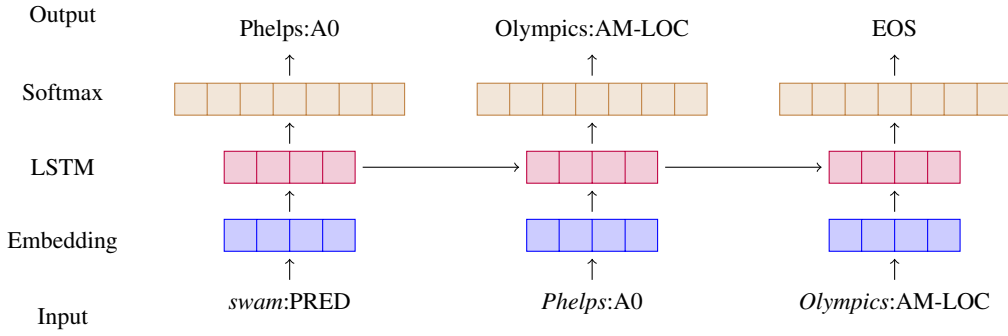 Output Phelps:A0 Olympics:AM-LOC EOS
Softmax
LSTM
Embedding
Input swam:PRED Phelps:A0 Olympics:AM-LOC